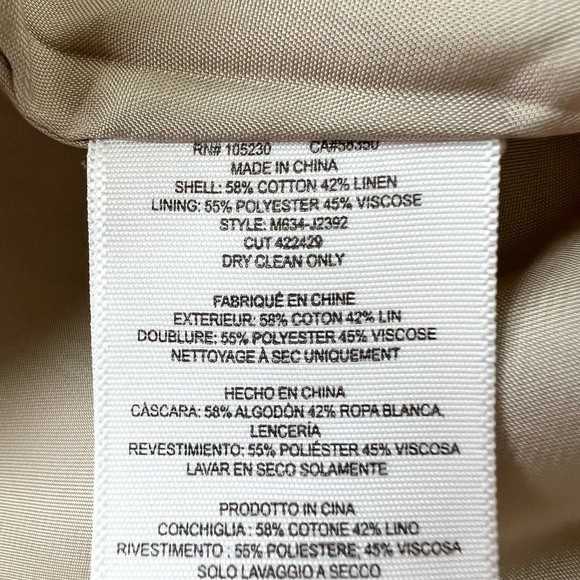 RN# 105230 CA#56350
MADE IN CHINA
SHELL: 58% COTTON 42% LINEN
LINING: 55% POLYESTER 45% VISCOSE
STYLE: M634-J2392
CUT 422429
DRY CLEAN ONLY
FABRIQUÉ EN CHINE
EXTERIEUR: 58% COTON 42% LIN
DOUBLURE: 55% POLYESTER 45% VISCOSE
NETTOYAGE À SEC UNIQUEMENT
HECHO EN CHINA
CÀSCARA: 58% ALGODÓN 42% ROPA BLANCA,
LENCERÍA
REVESTIMIENTO: 55% POLIÉSTER 45% VISCOSA
LAVAR EN SECO SOLAMENTE
PRODOTTO IN CINA
CONCHIGLIA : 58% COTONE 42% LINO
RIVESTIMENTO : 55% POLIESTERE; 45% VISCOSA
SOLO LAVAGGIO A SECCO